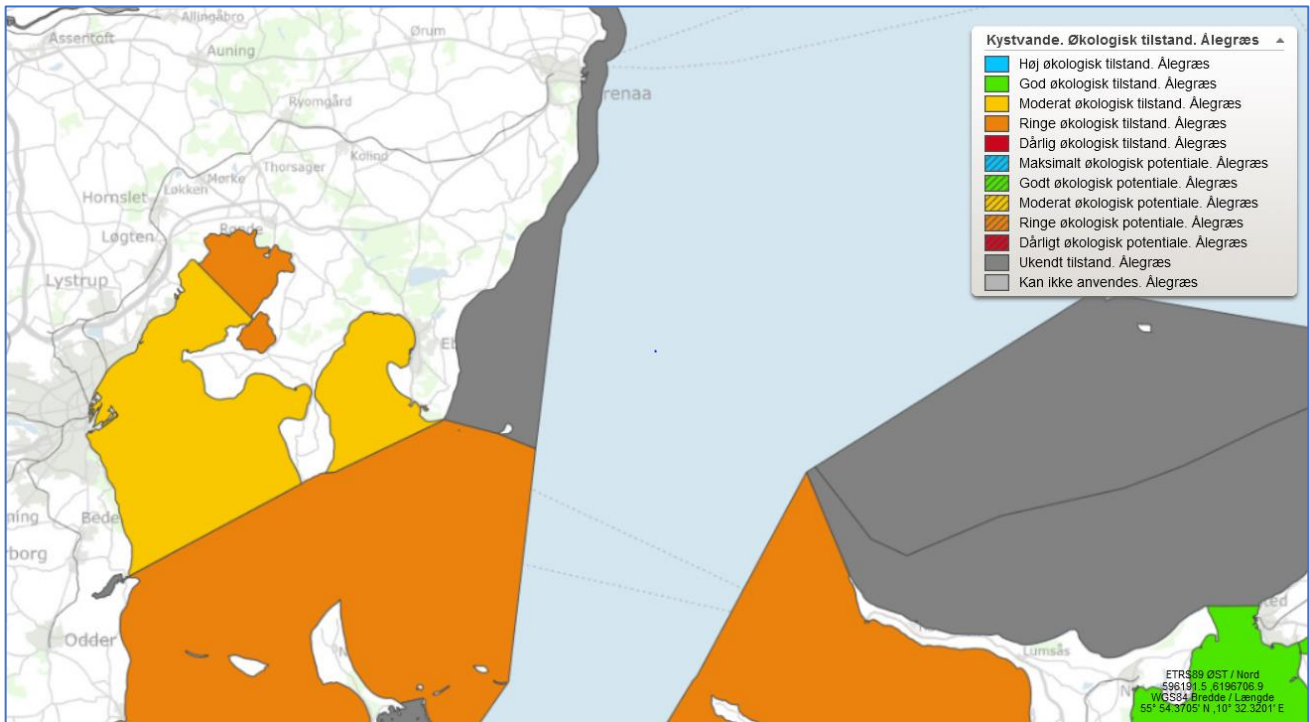 Allingåbro
Assentoft
Ørum
Auning
Kystvande. Økologisk tilstand. Ålegræs
Høj økologisk tilstand. Ålegræs
God økologisk tilstand. Ålegræs
Moderat økologisk tilstand. Ålegræs
Ringe økologisk tilstand. Ålegræs
Dårlig økologisk tilstand. Ålegræs
Maksimalt økologisk potentiale. Ålegræs
Godt økologisk potentiale. Ålegræs
Moderat økologisk potentiale. Ålegræs
Ringe økologisk potentiale. Ålegræs
Dårligt økologisk potentiale. Ålegræs
Ukendt tilstand. Ålegræs
Kan ikke anvendes. Ålegræs
renaa
Ryomgård
Kolind
Thorsager
Mørke
Løkken
Hornslet
Rønde
Løgten
Lystrup
Eb
ning
Bede
borg
Odder
N
Lumsås
ed
ETRS89 ØST / Nord
596191.5 ,6196706.9
WGS84 Bredde / Længde
55° 54.3705' N ,10° 32.3201' E